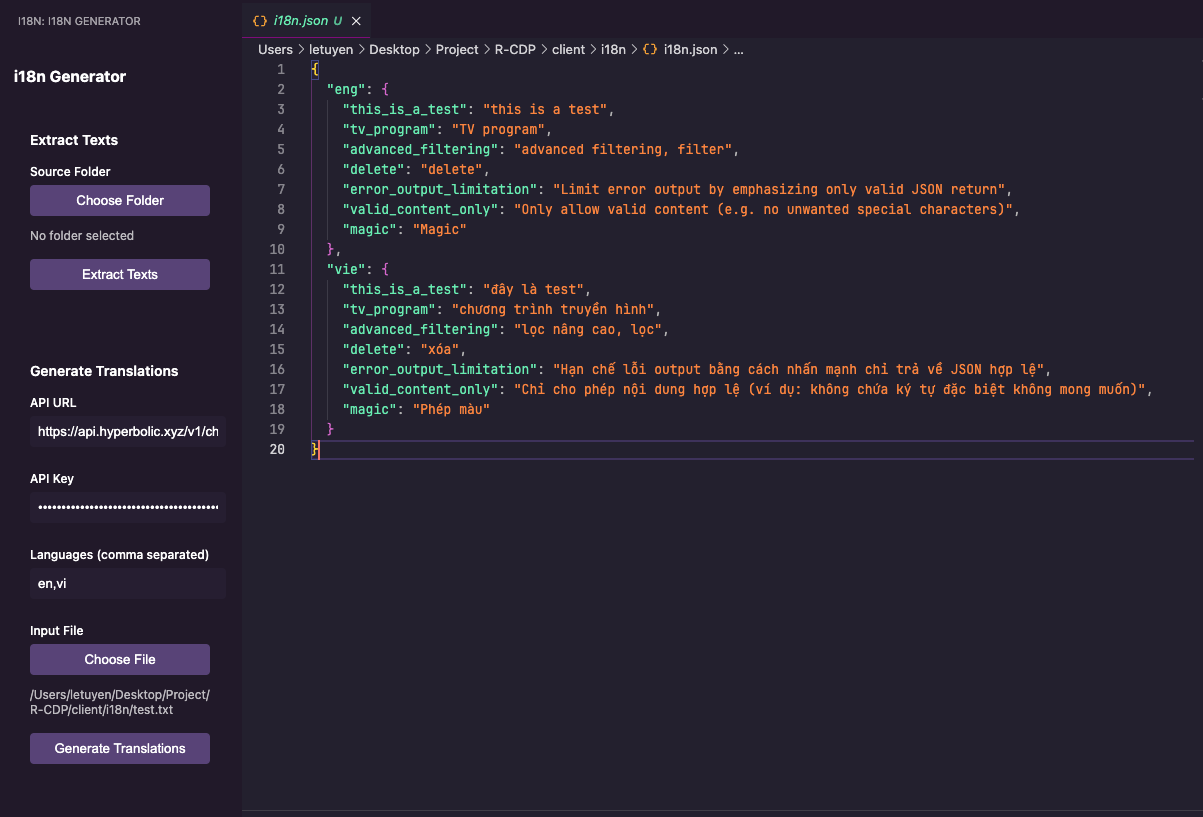 I18N: I18N GENERATOR
i18n Generator
Extract Texts
Source Folder
Choose Folder
No folder selected
Extract Texts
Generate Translations
API URL
https://api.hyperbolic.xyz/v1/ch
API Key
••••••••••••••••••••••••••••••••••••••
Languages (comma separated)
en,vi
Input File
Choose File
/Users/letuyen/Desktop/Project/
R-CDP/client/i18n/test.txt
Generate Translations
{} i18n.json U ×
Users > letuyen > Desktop > Project > R-CDP > client > i18n > {} i18n.json > ...
1 {
2 "eng": {
3 "this_is_a_test": "this is a test",
4 "tv_program": "TV program",
5 "advanced_filtering": "advanced filtering, filter",
6 "delete": "delete",
7 "error_output_limitation": "Limit error output by emphasizing only valid JSON return",
8 "valid_content_only": "Only allow valid content (e.g. no unwanted special characters)",
9 "magic": "Magic"
10 },
11 "vie": {
12 "this_is_a_test": "đây là test",
13 "tv_program": "chương trình truyền hình",
14 "advanced_filtering": "lọc nâng cao, lọc",
15 "delete": "xóa",
16 "error_output_limitation": "Hạn chế lỗi output bằng cách nhấn mạnh chỉ trả về JSON hợp lệ",
17 "valid_content_only": "Chỉ cho phép nội dung hợp lệ (ví dụ: không chứa ký tự đặc biệt không mong muốn)",
18 "magic": "Phép màu"
19 }
20 }